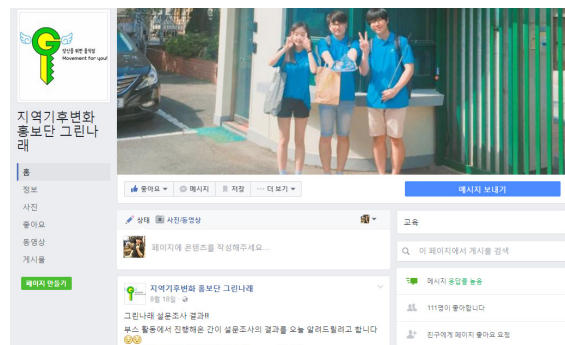 당신을 위한 움직임
Movement for you!
지역기후변화
홍보단 그린나
래
홈
정보
사진
좋아요
동영상
게시물
페이지 만들기
좋아요 메시지 저장 ··· 더 보기
메시지 보내기
상태 사진/동영상
페이지에 콘텐츠를 작성해주세요...
지역기후변화 홍보단 그린나래
8월 18일 ·
그린나래 설문조사 결과!!
부스 활동에서 진행해온 간이 설문조사의 결과를 오늘 알려드릴려고 합니다
교육
이 페이지에서 게시물 검색
메시지 응답률 높음
111명이 좋아합니다
친구에게 페이지 좋아요 요청